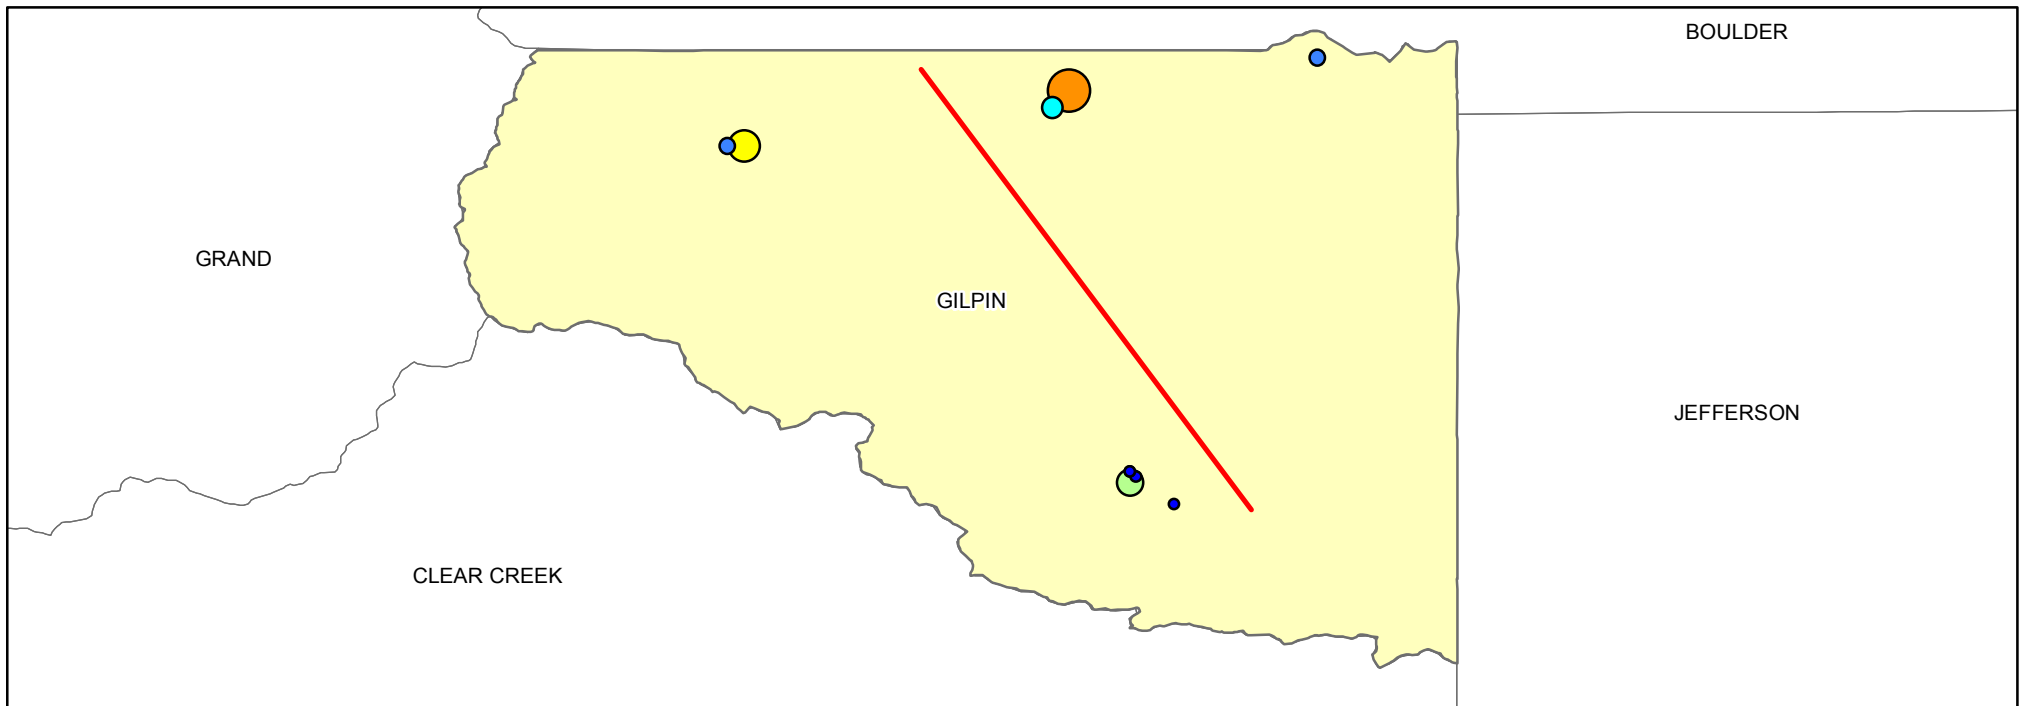 BOULDER
GRAND
GILPIN
JEFFERSON
CLEAR CREEK